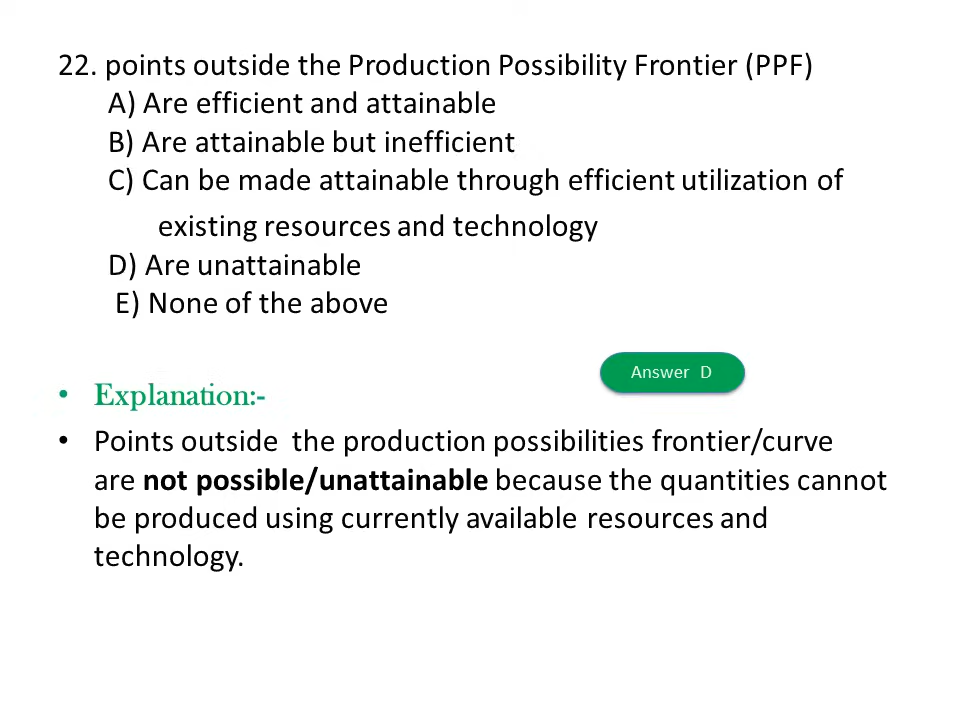 22. points outside the Production Possibility Frontier (PPF)
A) Are efficient and attainable
B) Are attainable but inefficient
C) Can be made attainable through efficient utilization of
existing resources and technology
D) Are unattainable
E) None of the above
Answer D
• Explanation:-
• Points outside the production possibilities frontier/curve
are not possible/unattainable because the quantities cannot
be produced using currently available resources and
technology.